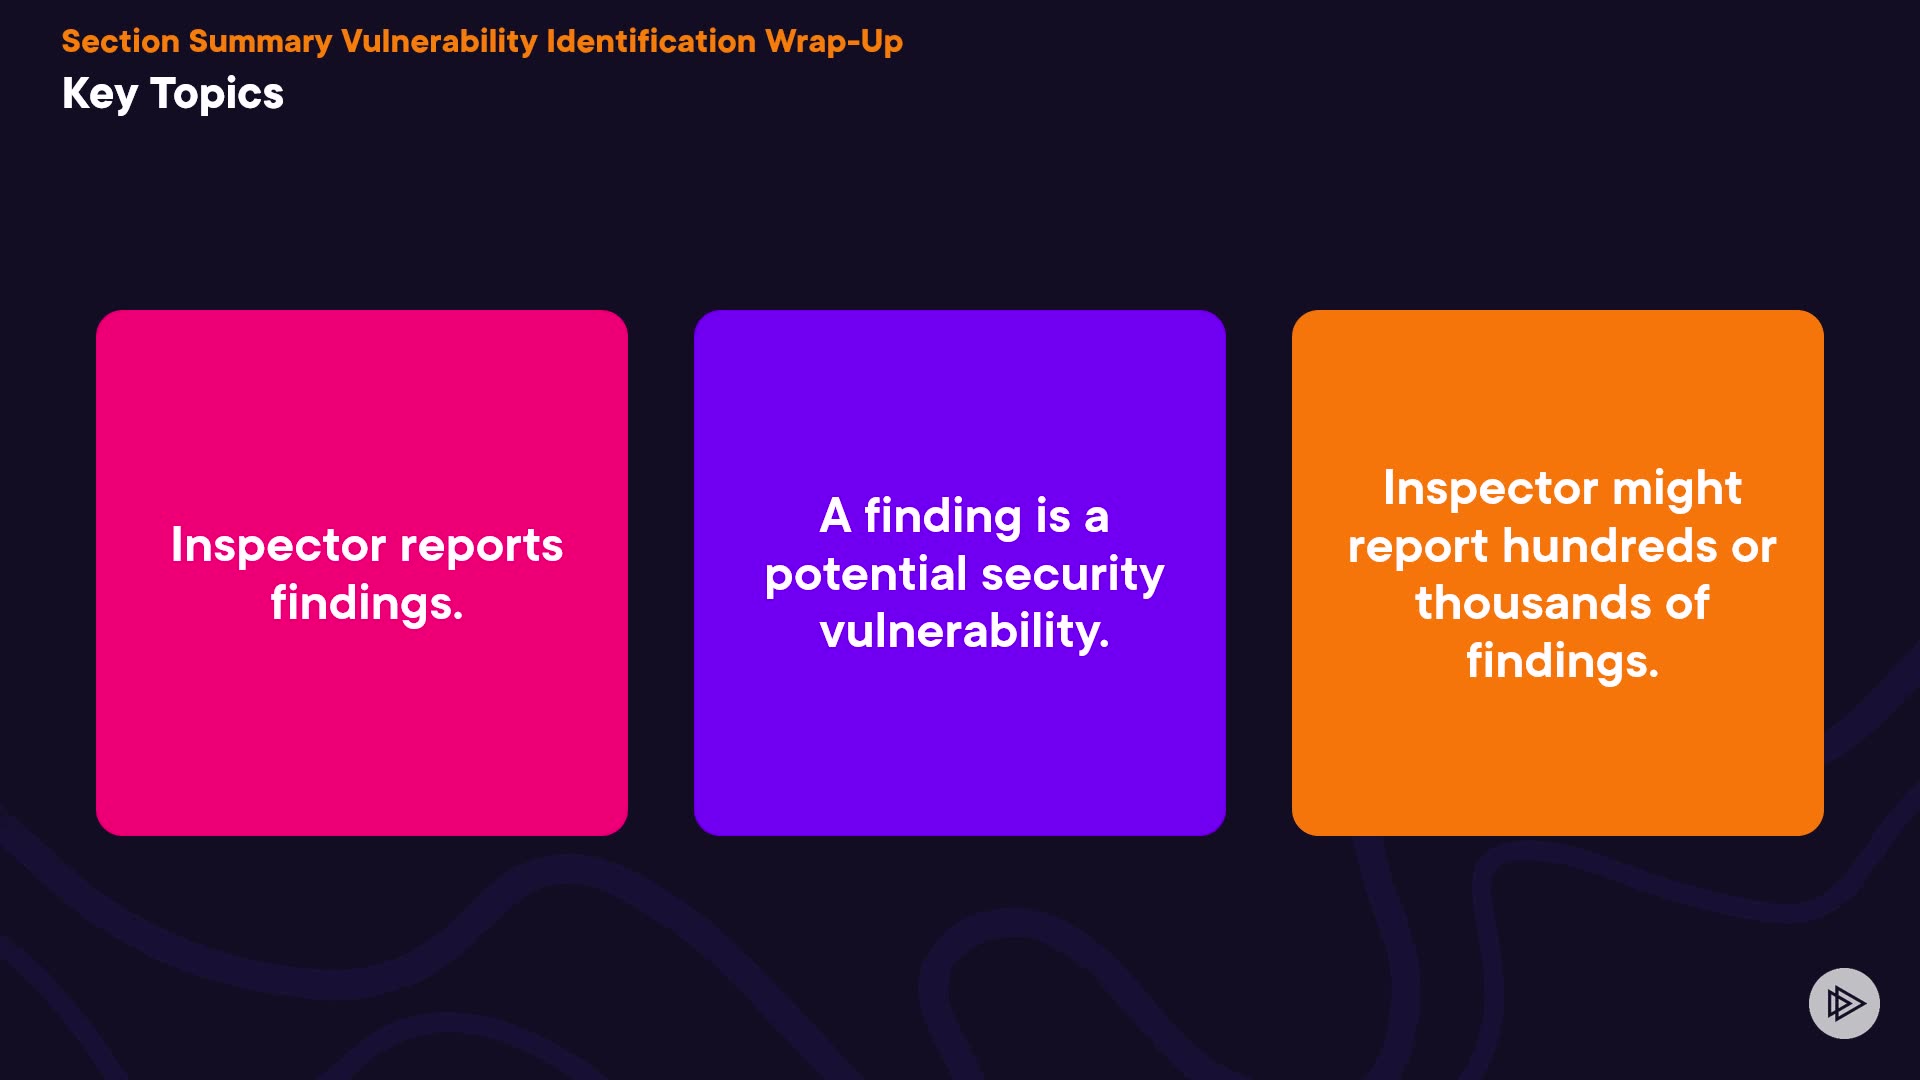 Section Summary Vulnerability Identification Wrap-Up
Key Topics
Inspector reports
findings.
A finding is a
potential security
vulnerability.
Inspector might
report hundreds or
thousands of
findings.